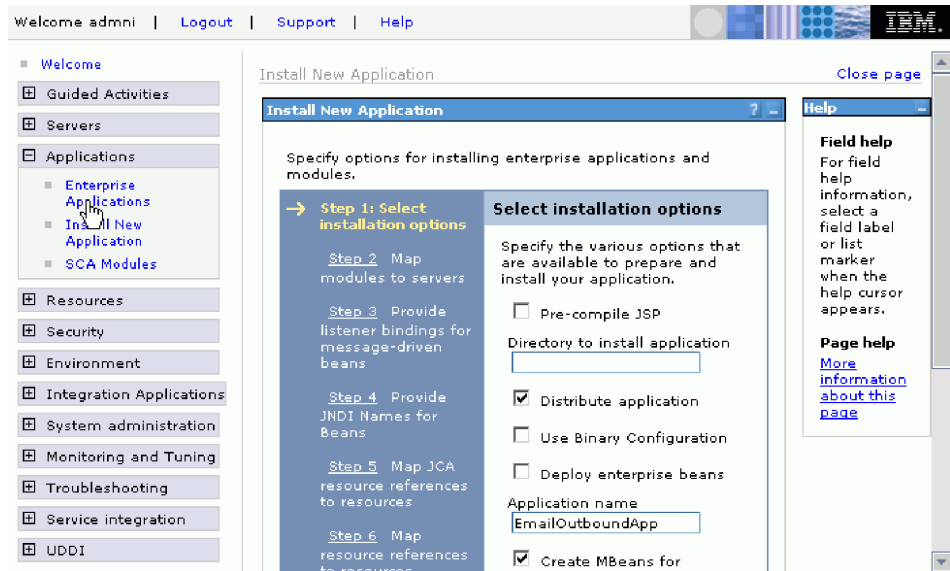 Welcome admni | Logout | Support | Help
IBM.
Welcome
Guided Activities
Servers
Applications
Enterprise
Applications
Install New
Application
SCA Modules
Resources
Security
Environment
Integration Applications
System administration
Monitoring and Tuning
Troubleshooting
Service integration
UDDI
Install New Application
Close page
Install New Application
? -
Specify options for installing enterprise applications and
modules.
Step 1: Select
installation options
Step 2 Map
modules to servers
Step 3 Provide
listener bindings for
message-driven
beans
Step 4 Provide
JNDI Names for
Beans
Step 5 Map JCA
resource references
to resources
Step 6 Map
resource references
to resources
Select installation options
Specify the various options that
are available to prepare and
install your application.
Pre-compile JSP
Directory to install application
Distribute application
Use Binary Configuration
Deploy enterprise beans
Application name
EmailOutboundApp
Create MBeans for
Help
-
Field help
For field
help
information,
select a
field label
or list
marker
when the
help cursor
appears.
Page help
More
information
about this
page